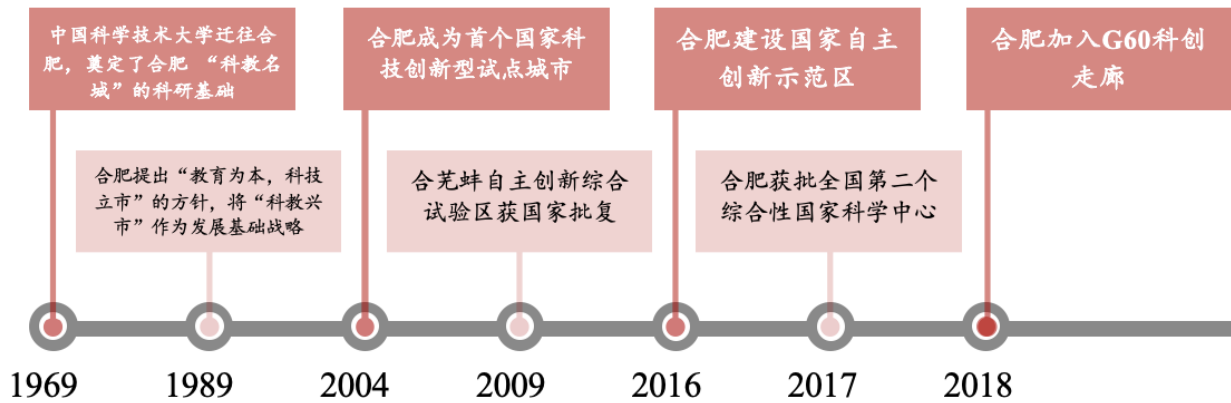 中国科学技术大学迁往合
肥，奠定了合肥 “科教名
城”的科研基础
合肥成为首个国家科
技创新型试点城市
合肥建设国家自主
创新示范区
合肥加入G60科创
走廊
合肥提出“教育为本，科技
立市”的方针，将“科教兴
市”作为发展基础战略
合芜蚌自主创新综合
试验区获国家批复
合肥获批全国第二个
综合性国家科学中心
1969
1989
2004
2009
2016
2017
2018